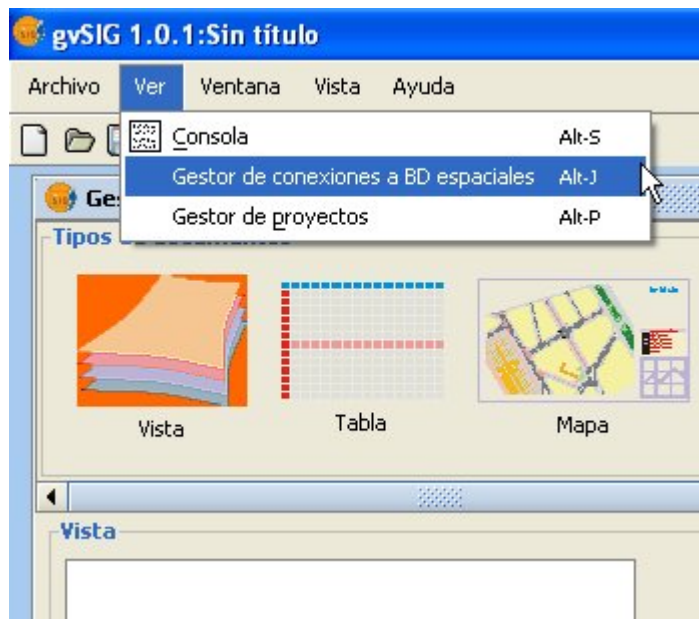 gvSIG 1.0.1:Sin título
Archivo Ver Ventana Vista Ayuda
Consola Alt-S
Gestor de conexiones a BD espaciales Alt-J
Gestor de proyectos Alt-P
Tipos
Vista Tabla Mapa
Vista